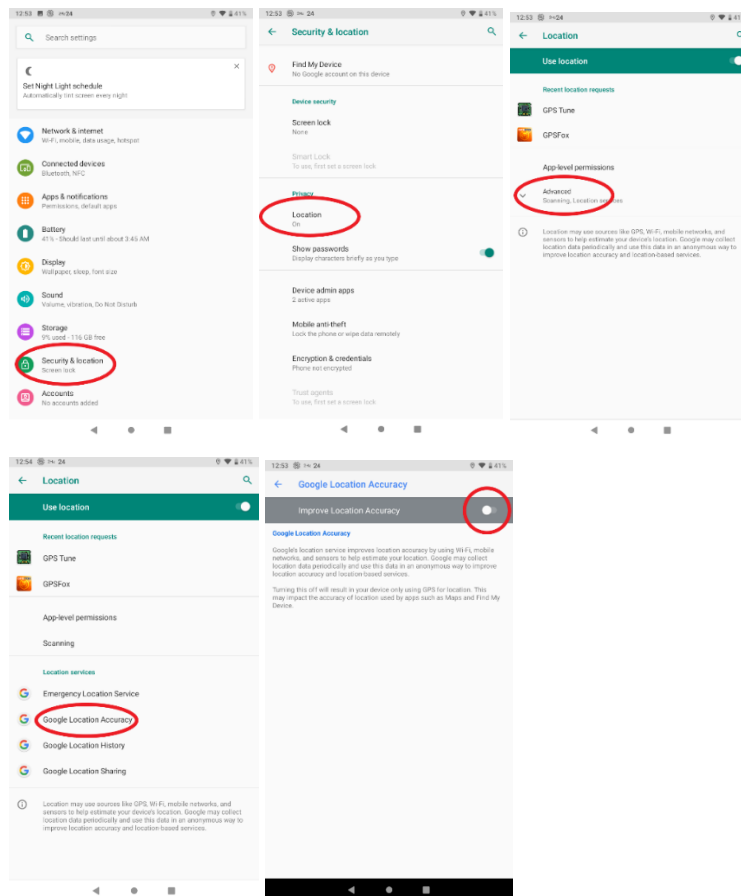 12:53 24 41%
Search settings
Set Night Light schedule
Automatically tint screen every night
Network & internet
Wi-Fi, mobile, data usage, hotspot
Connected devices
Bluetooth, NFC
Apps & notifications
Permissions, default apps
Battery
41% - Should last until about 3:45 AM
Display
Wallpaper, sleep, font size
Sound
Volume, vibration, Do Not Disturb
Storage
9% used - 116 GB free
Security & location
Screen lock
Accounts
No accounts added
12:53 24 41%
Security & location
Find My Device
No Google account on this device
Device security
Screen lock
None
Smart Lock
To use, first set a screen lock
Privacy
Location
On
Show passwords
Display characters briefly as you type
Device admin apps
2 active apps
Mobile anti-theft
Lock the phone or wipe data remotely
Encryption & credentials
Phone not encrypted
Trust agents
To use, first set a screen lock
12:53 24 41
Location
Use location
Recent location requests
GPS Tune
GPSFox
App-level permissions
Advanced
Scanning, Location services
Location may use sources like GPS, Wi-Fi, mobile networks, and
sensors to help estimate your device's location. Google may collect
location data periodically and use this data in an anonymous way to
improve location accuracy and location-based services.
12:54 24 41%
Location
Use location
Recent location requests
GPS Tune
GPSFox
App-level permissions
Scanning
Location services
Emergency Location Service
Google Location Accuracy
Google Location History
Google Location Sharing
Location may use sources like GPS, Wi-Fi, mobile networks, and
sensors to help estimate your device's location. Google may collect
location data periodically and use this data in an anonymous way to
improve location accuracy and location-based services.
12:53 24 41%
Google Location Accuracy
Improve Location Accuracy
Google Location Accuracy
Google's location service improves location accuracy by using Wi-Fi, mobile
networks, and sensors to help estimate your location. Google may collect
location data periodically and use this data in an anonymous way to improve
location accuracy and location-based services.
Turning this off will result in your device only using GPS for location. This
may impact the accuracy of location used by apps such as Maps and Find My
Device.